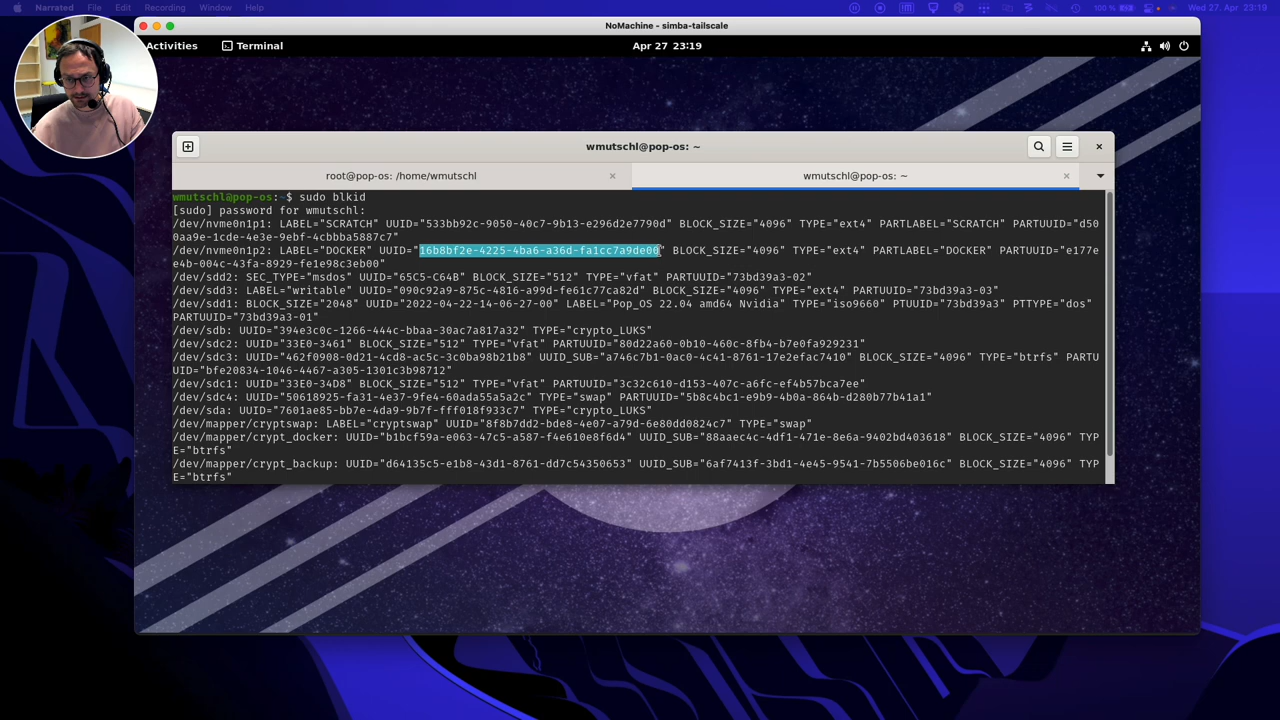 Narrated File Edit Recording Window Help 100 % Wed 27. Apr 23:19
NoMachine - simba-tailscale
Activities Terminal Apr 27 23:19
wmutschl@pop-os: ~
root@pop-os: /home/wmutschl wmutschl@pop-os: ~
wmutschl@pop-os:~$ sudo blkid
[sudo] password for wmutschl:
/dev/nvme0n1p1: LABEL="SCRATCH" UUID="533bb92c-9050-40c7-9b13-e296d2e7790d" BLOCK_SIZE="4096" TYPE="ext4" PARTLABEL="SCRATCH" PARTUUID="d50
0aa9e-1cde-4e3e-9ebf-4cbbba5887c7"
/dev/nvme0n1p2: LABEL="DOCKER" UUID="16b8bf2e-4225-4ba6-a36d-fa1cc7a9de00" BLOCK_SIZE="4096" TYPE="ext4" PARTLABEL="DOCKER" PARTUUID="e177e
e4b-004c-43fa-8929-fe1e98c3eb00"
/dev/sdd2: SEC_TYPE="msdos" UUID="65C5-C64B" BLOCK_SIZE="512" TYPE="vfat" PARTUUID="73bd39a3-02"
/dev/sdd3: LABEL="writable" UUID="090c92a9-875c-4816-a99d-fe61c77ca82d" BLOCK_SIZE="4096" TYPE="ext4" PARTUUID="73bd39a3-03"
/dev/sdd1: BLOCK_SIZE="2048" UUID="2022-04-22-14-06-27-00" LABEL="Pop_OS 22.04 amd64 Nvidia" TYPE="iso9660" PTUUID="73bd39a3" PTTYPE="dos"
PARTUUID="73bd39a3-01"
/dev/sdb: UUID="394e3c0c-1266-444c-bbaa-30ac7a817a32" TYPE="crypto_LUKS"
/dev/sdc2: UUID="33E0-3461" BLOCK_SIZE="512" TYPE="vfat" PARTUUID="80d22a60-0b10-460c-8fb4-b7e0fa929231"
/dev/sdc3: UUID="462f0908-0d21-4cd8-ac5c-3c0ba98b21b8" UUID_SUB="a746c7b1-0ac0-4c41-8761-17e2efac7410" BLOCK_SIZE="4096" TYPE="btrfs" PARTU
UID="bfe20834-1046-4467-a305-1301c3b98712"
/dev/sdc1: UUID="33E0-34D8" BLOCK_SIZE="512" TYPE="vfat" PARTUUID="3c32c610-d153-407c-a6fc-ef4b57bca7ee"
/dev/sdc4: UUID="50618925-fa31-4e37-9fe4-60ada55a5a2c" TYPE="swap" PARTUUID="5b8c4bc1-e9b9-4b0a-864b-d280b77b41a1"
/dev/sda: UUID="7601ae85-bb7e-4da9-9b7f-fff018f933c7" TYPE="crypto_LUKS"
/dev/mapper/cryptswap: LABEL="cryptswap" UUID="8f8b7dd2-bde8-4e07-a79d-6e80dd0824c7" TYPE="swap"
/dev/mapper/crypt_docker: UUID="b1bcf59a-e063-47c5-a587-f4e610e8f6d4" UUID_SUB="88aaec4c-4df1-471e-8e6a-9402bd403618" BLOCK_SIZE="4096" TYP
E="btrfs"
/dev/mapper/crypt_backup: UUID="d64135c5-e1b8-43d1-8761-dd7c54350653" UUID_SUB="6af7413f-3bd1-4e45-9541-7b5506be016c" BLOCK_SIZE="4096" TYP
E="btrfs"